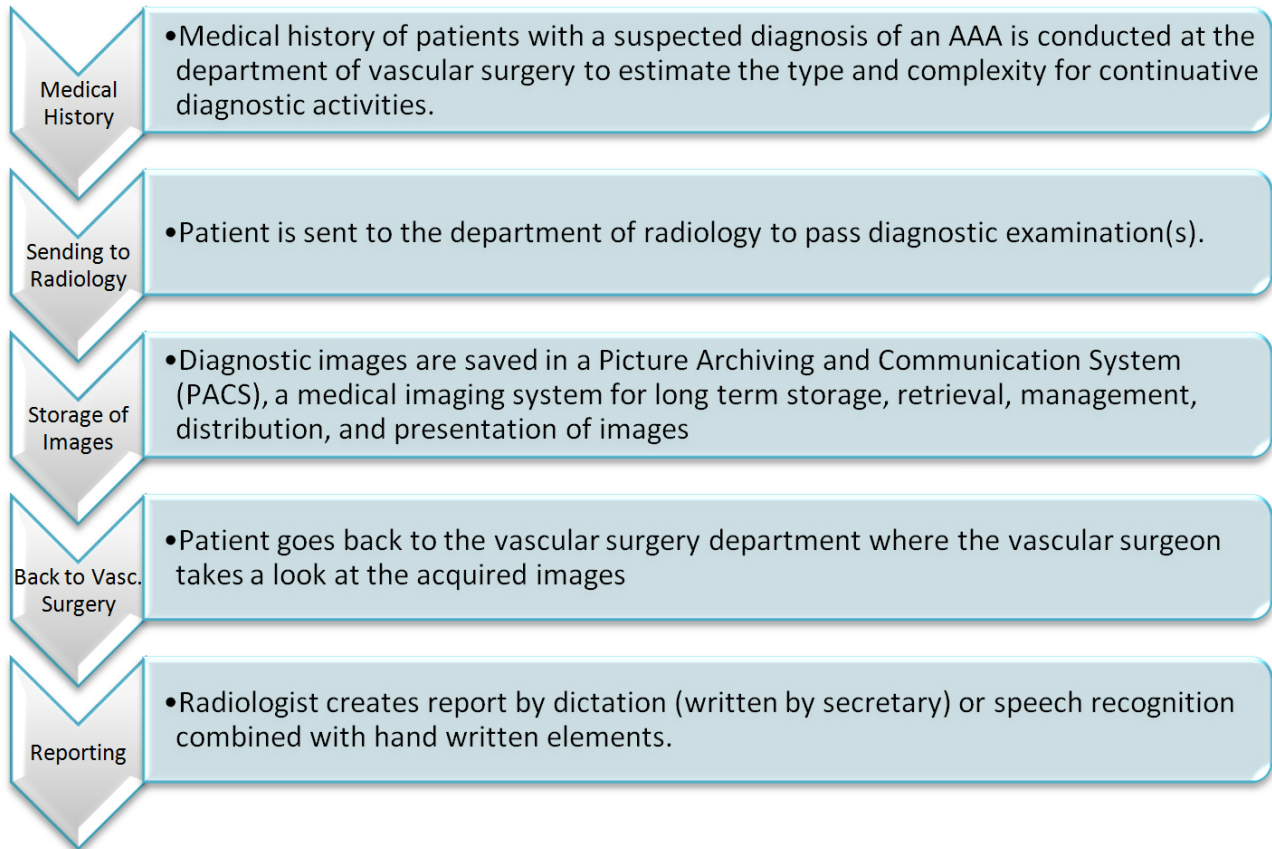 Medical
History
•Medical history of patients with a suspected diagnosis of an AAA is conducted at the
department of vascular surgery to estimate the type and complexity for continuative
diagnostic activities.
Sending to
Radiology
•Patient is sent to the department of radiology to pass diagnostic examination(s).
Storage of
Images
•Diagnostic images are saved in a Picture Archiving and Communication System
(PACS), a medical imaging system for long term storage, retrieval, management,
distribution, and presentation of images
Back to Vasc.
Surgery
•Patient goes back to the vascular surgery department where the vascular surgeon
takes a look at the acquired images
Reporting
•Radiologist creates report by dictation (written by secretary) or speech recognition
combined with hand written elements.